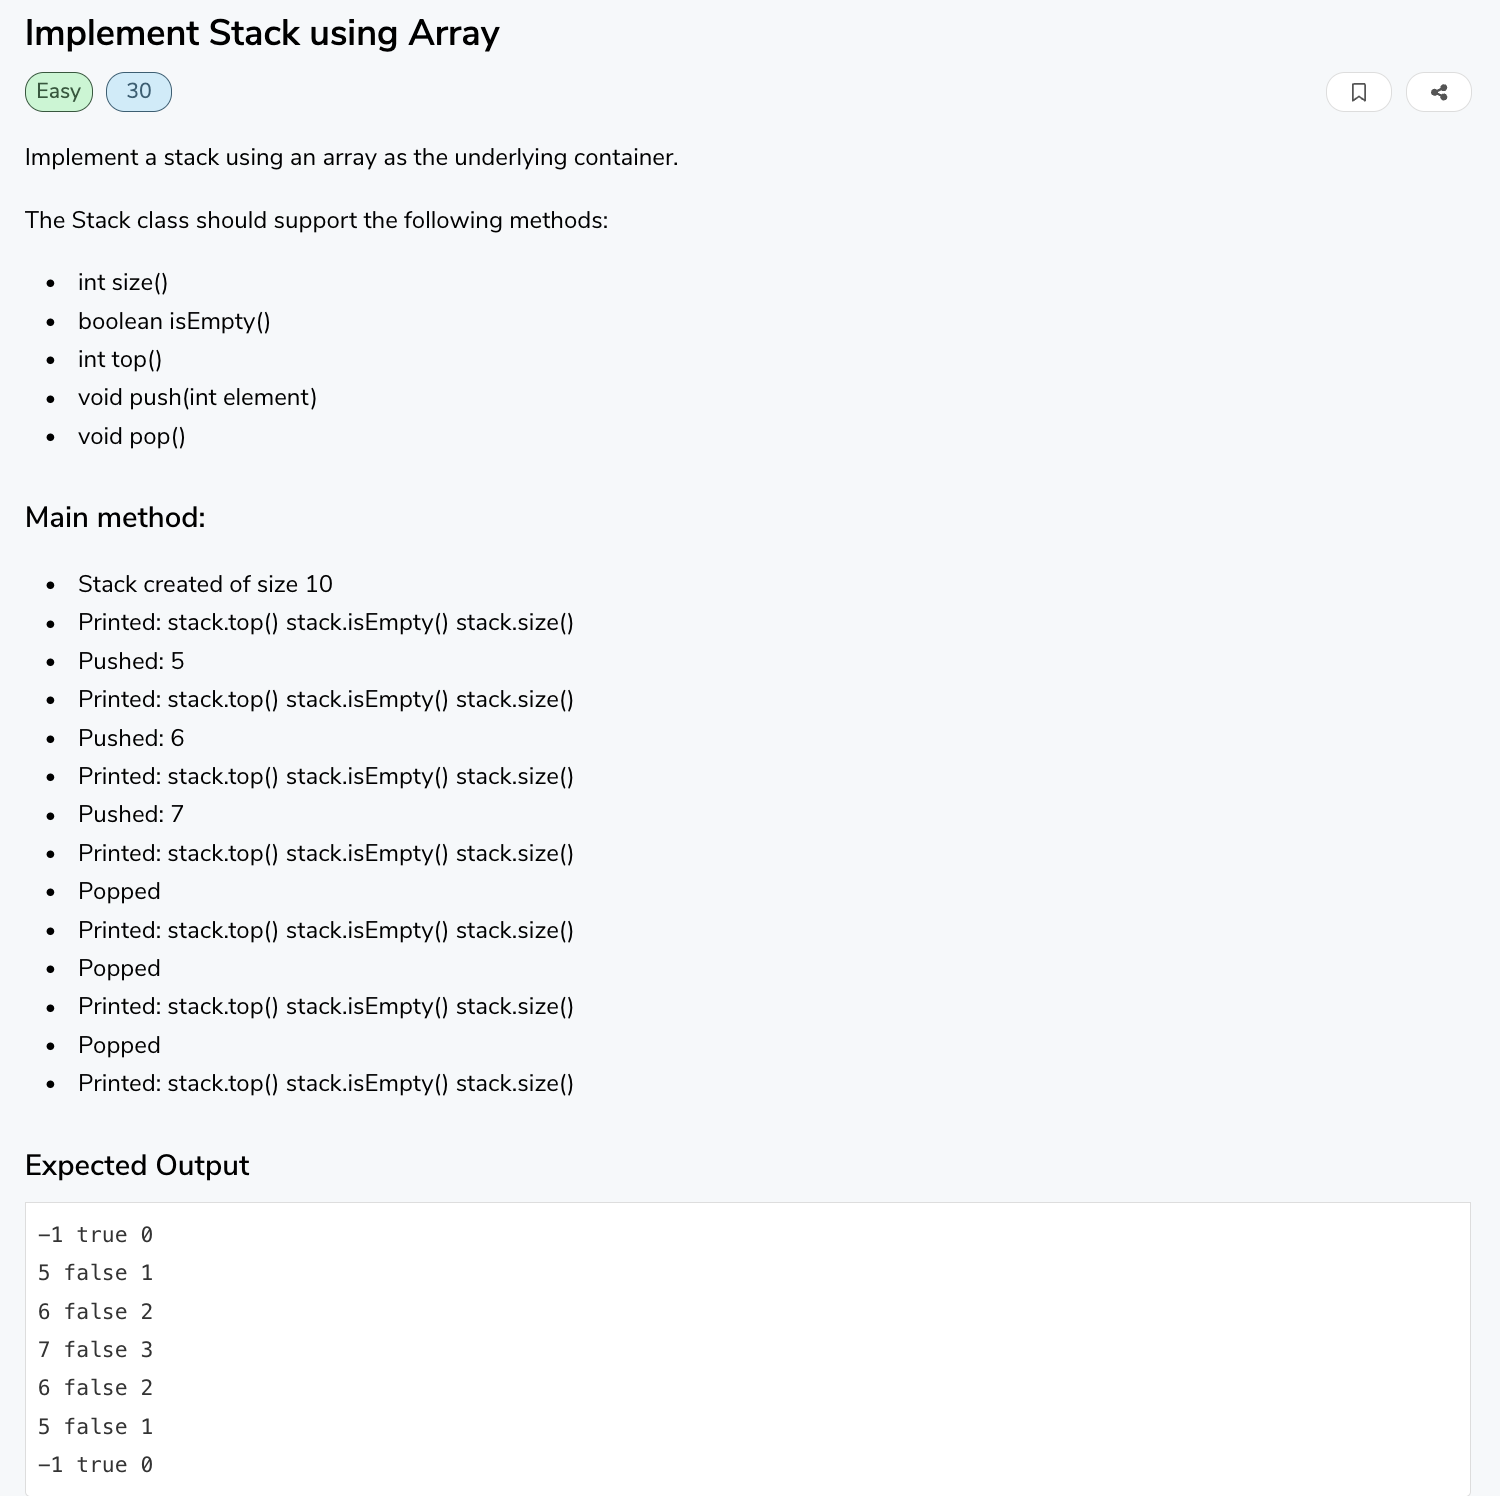 Implement Stack using Array
Easy 30
Implement a stack using an array as the underlying container.
The Stack class should support the following methods:
• int size()
• boolean isEmpty()
• int top()
• void push(int element)
• void pop()
Main method:
• Stack created of size 10
• Printed: stack.top() stack.isEmpty() stack.size()
• Pushed: 5
• Printed: stack.top() stack.isEmpty() stack.size()
• Pushed: 6
• Printed: stack.top() stack.isEmpty() stack.size()
• Pushed: 7
• Printed: stack.top() stack.isEmpty() stack.size()
• Popped
• Printed: stack.top() stack.isEmpty() stack.size()
• Popped
• Printed: stack.top() stack.isEmpty() stack.size()
• Popped
• Printed: stack.top() stack.isEmpty() stack.size()
Expected Output
-1 true 0
5 false 1
6 false 2
7 false 3
6 false 2
5 false 1
-1 true 0